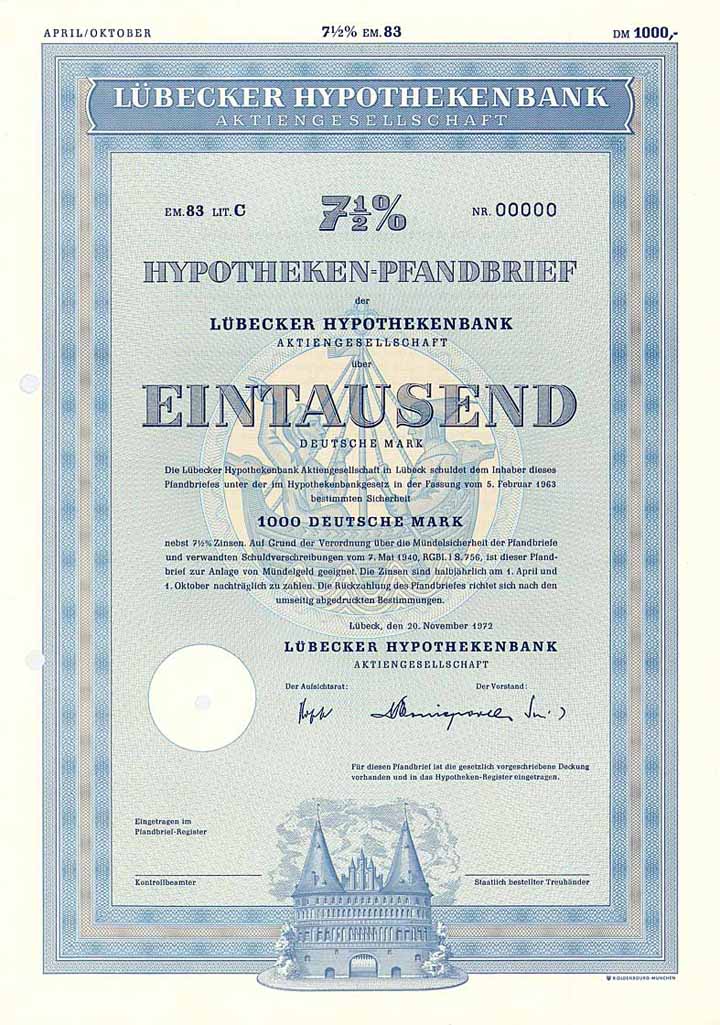 APRIL/OKTOBER 7½% EM. 83 DM 1000,-
LÜBECKER HYPOTHEKENBANK
AKTIENGESELLSCHAFT
EM. 83 LIT. C 7½% NR. 00000
HYPOTHEKEN=PFANDBRIEF
der
LÜBECKER HYPOTHEKENBANK
AKTIENGESELLSCHAFT
über
EINTAUSEND
DEUTSCHE MARK
Die Lübecker Hypothekenbank Aktiengesellschaft in Lübeck schuldet dem Inhaber dieses
Pfandbriefes unter der im Hypothekenbankgesetz in der Fassung vom 5. Februar 1963
bestimmten Sicherheit
1000 DEUTSCHE MARK
nebst 7½% Zinsen. Auf Grund der Verordnung über die Mündelsicherheit der Pfandbriefe
und verwandten Schuldverschreibungen vom 7. Mai 1940, RGBl. I S. 756, ist dieser Pfand-
brief zur Anlage von Mündelgeld geeignet. Die Zinsen sind halbjährlich am 1. April und
1. Oktober nachträglich zu zahlen. Die Rückzahlung des Pfandbriefes richtet sich nach den
umseitig abgedruckten Bestimmungen.
Lübeck, den 20. November 1972
LÜBECKER HYPOTHEKENBANK
AKTIENGESELLSCHAFT
Der Aufsichtsrat: Der Vorstand:
Für diesen Pfandbrief ist die gesetzlich vorgeschriebene Deckung
vorhanden und in das Hypotheken-Register eingetragen.
Eingetragen im
Pfandbrief-Register
Kontrollbeamter Staatlich bestellter Treuhänder
R. OLDENBOURG MÜNCHEN